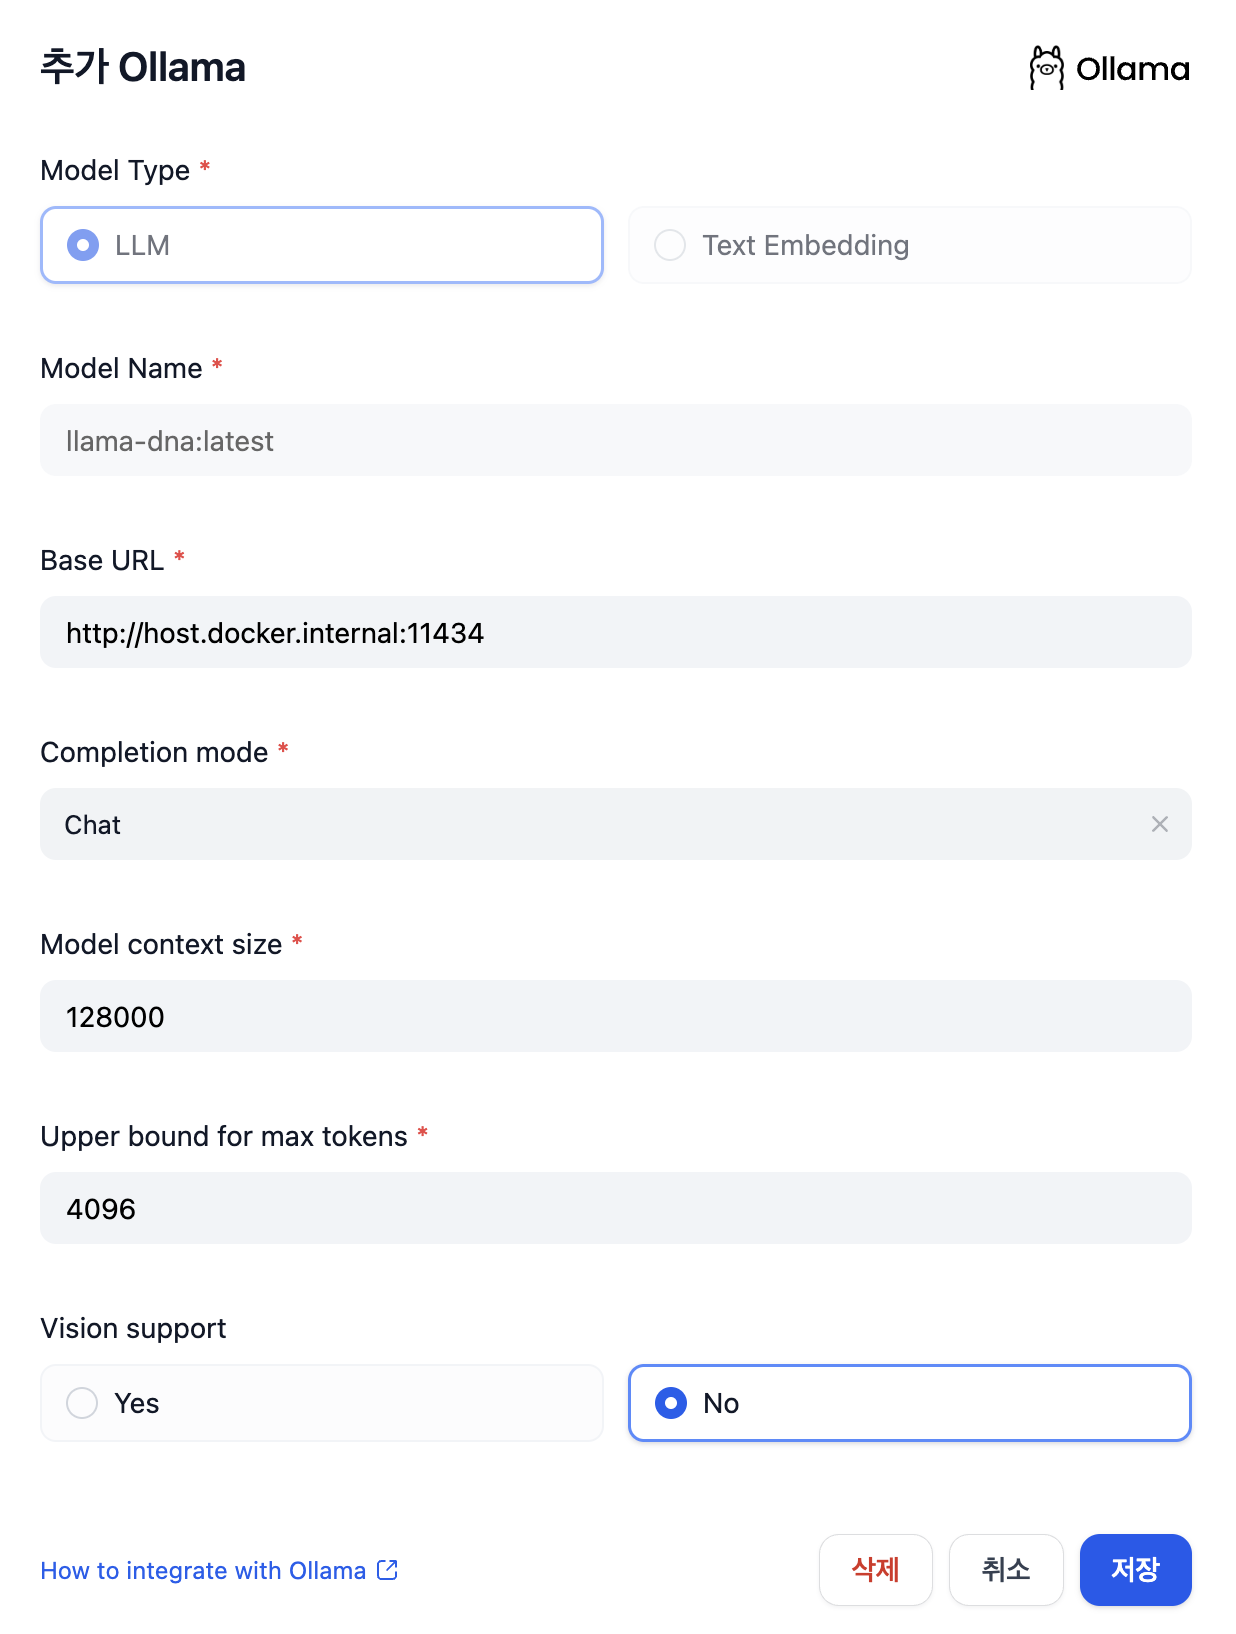 추가 Ollama
Ollama
Model Type *
LLM
Text Embedding
Model Name *
llama-dna:latest
Base URL *
http://host.docker.internal:11434
Completion mode *
Chat
Model context size *
128000
Upper bound for max tokens *
4096
Vision support
Yes
No
How to integrate with Ollama
삭제
취소
저장